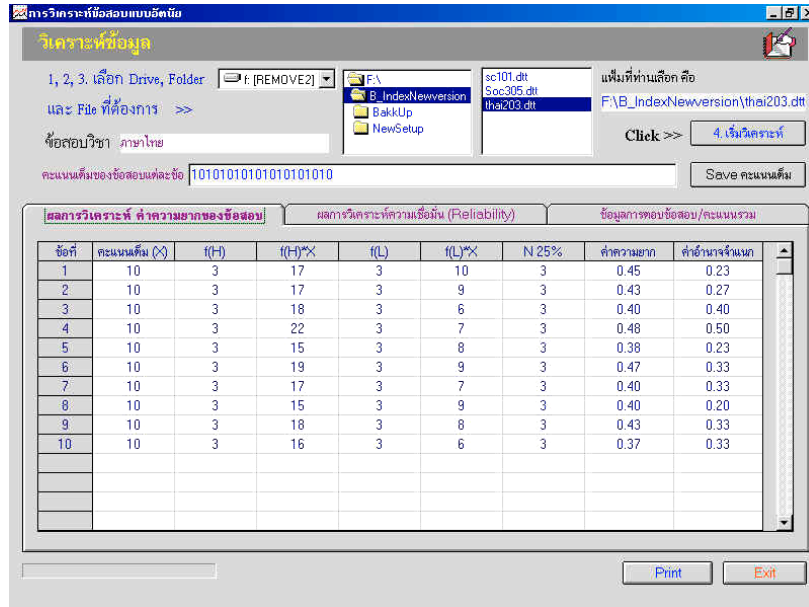 การวิเคราะห์ข้อสอบแบบอัตนัย
วิเคราะห์ข้อมูล
1, 2, 3. เลือก Drive, Folder
และ File ที่ต้องการ >>
f: [REMOVE2]
F:\
B_IndexNewversion
BakkUp
NewSetup
sc101.dtt
Soc305.dtt
thai203.dtt
แฟ้มที่ท่านเลือก คือ
F:\B_IndexNewversion\thai203.dtt
ข้อสอบวิชา ภาษาไทย
Click >> 4. เริ่มวิเคราะห์
คะแนนเต็มของข้อสอบแต่ละข้อ 10101010101010101010 Save คะแนนเต็ม
ผลการวิเคราะห์ ค่าความยากของข้อสอบ ผลการวิเคราะห์ความเชื่อมั่น (Reliability) ข้อมูลการตอบข้อสอบ/คะแนนรวม
ข้อที่ คะแนนเต็ม (X) f(H) f(H)*X f(L) f(L)*X N 25% ค่าความยาก ค่าอำนาจจำแนก
1 10 3 17 3 10 3 0.45 0.23
2 10 3 17 3 9 3 0.43 0.27
3 10 3 18 3 6 3 0.40 0.40
4 10 3 22 3 7 3 0.48 0.50
5 10 3 15 3 8 3 0.38 0.23
6 10 3 19 3 9 3 0.47 0.33
7 10 3 17 3 7 3 0.40 0.33
8 10 3 15 3 9 3 0.40 0.20
9 10 3 18 3 8 3 0.43 0.33
10 10 3 16 3 6 3 0.37 0.33
Print Exit